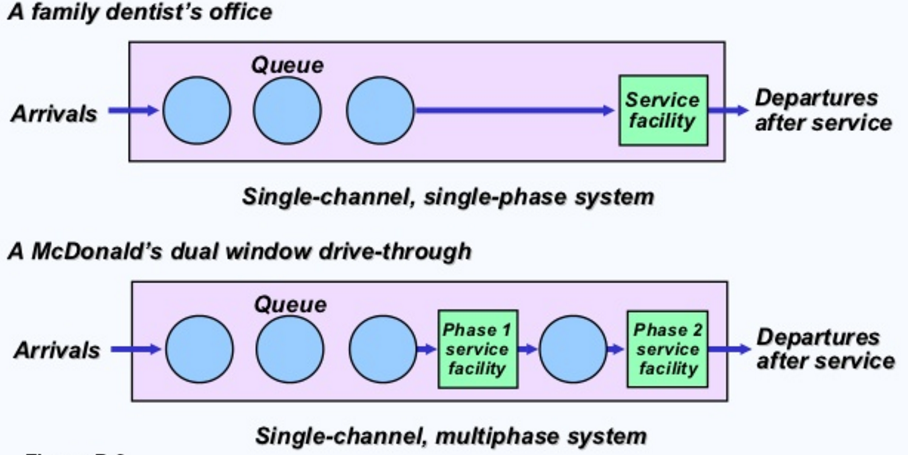 A family dentist's office
Queue
Arrivals
Service
facility
Departures
after service
Single-channel, single-phase system
A McDonald's dual window drive-through
Queue
Arrivals
Phase 1
service
facility
Phase 2
service
facility
Departures
after service
Single-channel, multiphase system